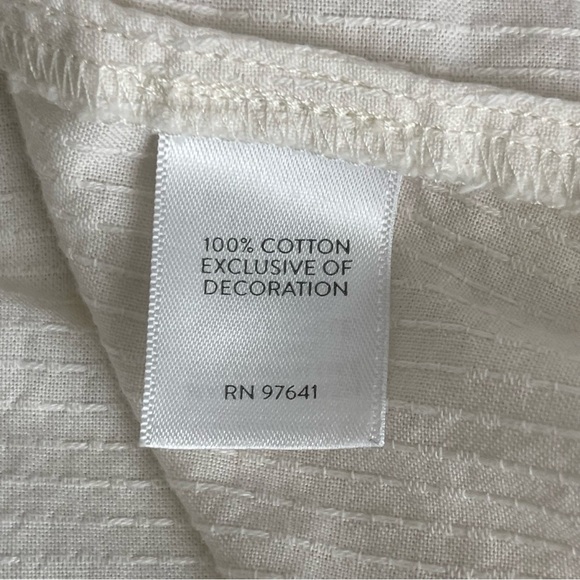 100% COTTON
EXCLUSIVE OF
DECORATION
RN 97641